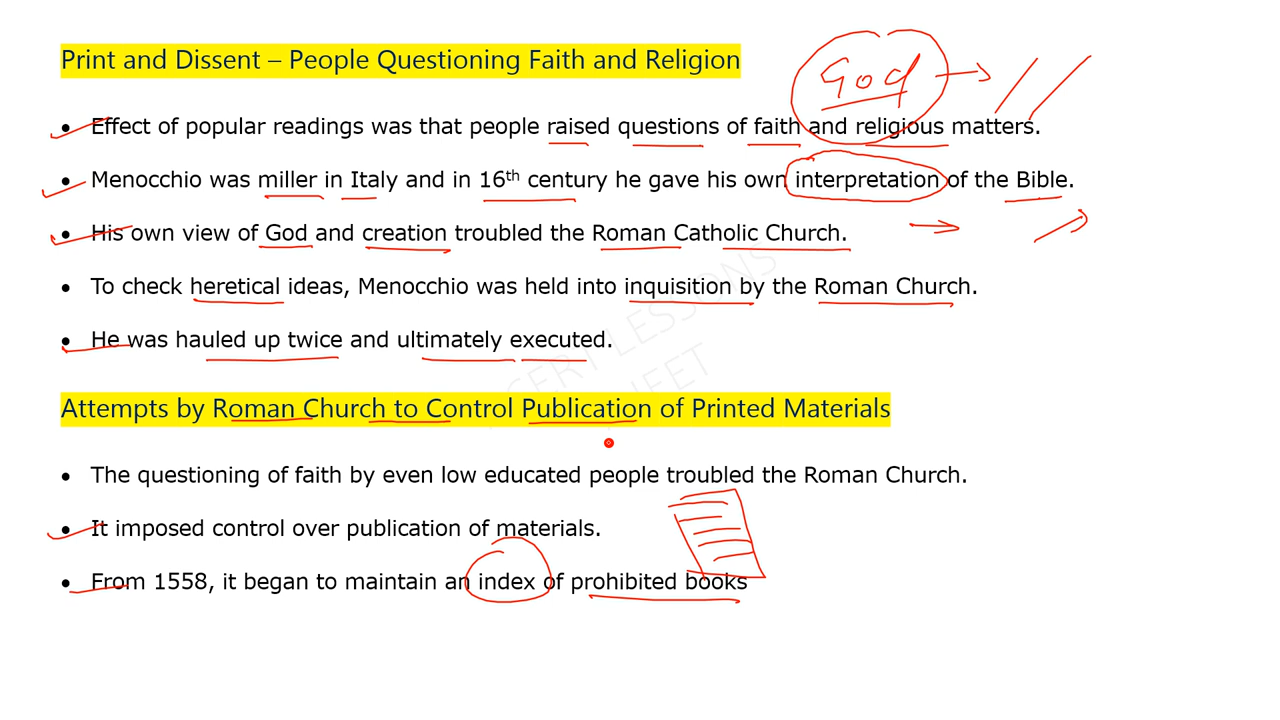 Print and Dissent – People Questioning Faith and Religion
God
• Effect of popular readings was that people raised questions of faith and religious matters.
• Menocchio was miller in Italy and in 16th century he gave his own interpretation of the Bible.
• His own view of God and creation troubled the Roman Catholic Church.
• To check heretical ideas, Menocchio was held into inquisition by the Roman Church.
• He was hauled up twice and ultimately executed.
Attempts by Roman Church to Control Publication of Printed Materials
• The questioning of faith by even low educated people troubled the Roman Church.
• It imposed control over publication of materials.
• From 1558, it began to maintain an index of prohibited books